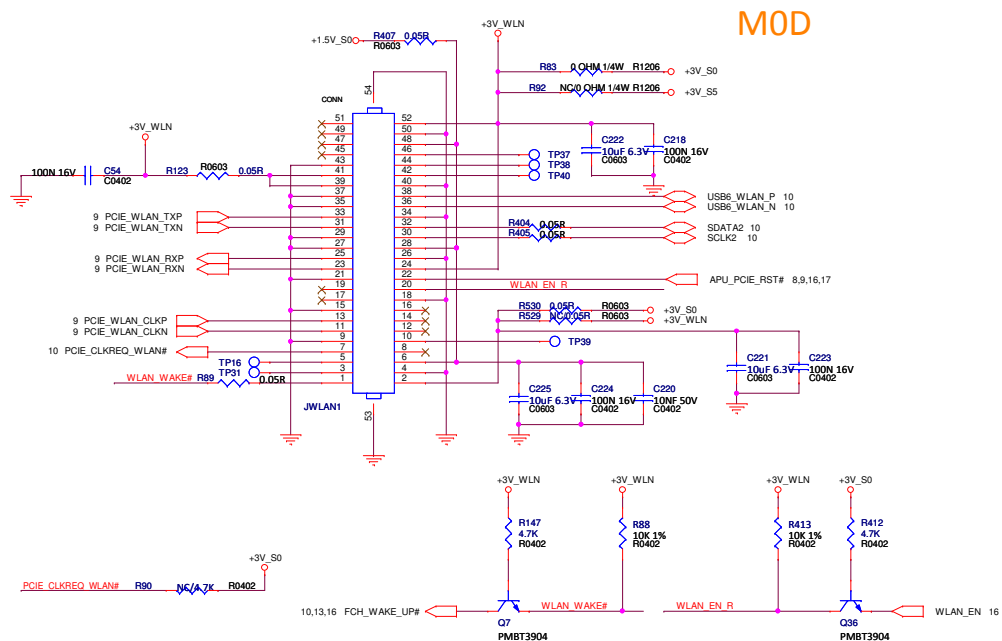 M0D
+3V_WLN
+1.5V_S0 R407 0.05R
R0603
R83 0 OHM 1/4W R1206 +3V_S0
R92 NC/0 OHM 1/4W R1206 +3V_S5
54
CONN
51 52
49 50
47 48
45 46
43 44
41 42
39 40
37 38
35 36
33 34
31 32
29 30
27 28
25 26
23 24
21 22
19 20
17 18
15 16
13 14
11 12
9 10
7 8
5 6
3 4
1 2
53
JWLAN1
+3V_WLN
100N 16V C54
C0402
R123 R0603 0.05R
C222
10uF 6.3V
C0603
C218
100N 16V
C0402
TP37
TP38
TP40
USB6_WLAN_P 10
USB6_WLAN_N 10
9 PCIE_WLAN_TXP
9 PCIE_WLAN_TXN
R404 0.05R SDATA2 10
R405 0.05R SCLK2 10
9 PCIE_WLAN_RXP
9 PCIE_WLAN_RXN
APU_PCIE_RST# 8,9,16,17
WLAN_EN_R
R530 0.05R R0603 +3V_S0
R529 NC/0.05R R0603 +3V_WLN
9 PCIE_WLAN_CLKP
9 PCIE_WLAN_CLKN
TP39
10 PCIE_CLKREQ_WLAN#
TP16
TP31
WLAN_WAKE# R89 0.05R
C221
10uF 6.3V
C0603
C223
100N 16V
C0402
C225
10uF 6.3V
C0603
C224
100N 16V
C0402
C220
10NF 50V
C0402
+3V_WLN +3V_WLN +3V_WLN +3V_S0
R147
4.7K
R0402
R88
10K 1%
R0402
R413
10K 1%
R0402
R412
4.7K
R0402
+3V_S0
PCIE_CLKREQ_WLAN# R90 NC/4.7K R0402
10,13,16 FCH_WAKE_UP# WLAN_WAKE#
Q7
PMBT3904
WLAN_EN_R WLAN_EN 16
Q36
PMBT3904